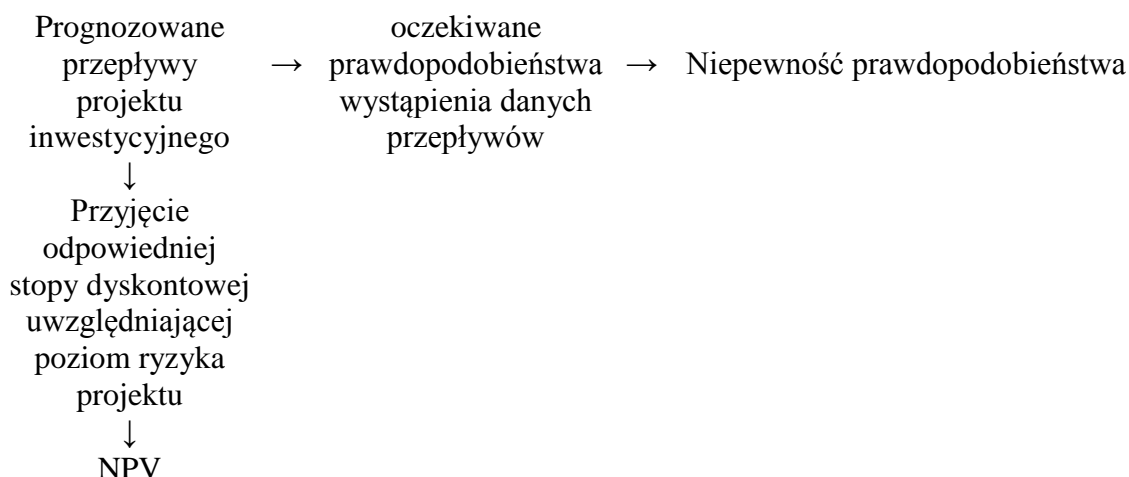 Prognozowane
przepływy
projektu
inwestycyjnego
→
oczekiwane
prawdopodobieństwa
wystąpienia danych
przepływów
→
Niepewność prawdopodobieństwa
↓
Przyjęcie
odpowiedniej
stopy dyskontowej
uwzględniającej
poziom ryzyka
projektu
↓
NPV